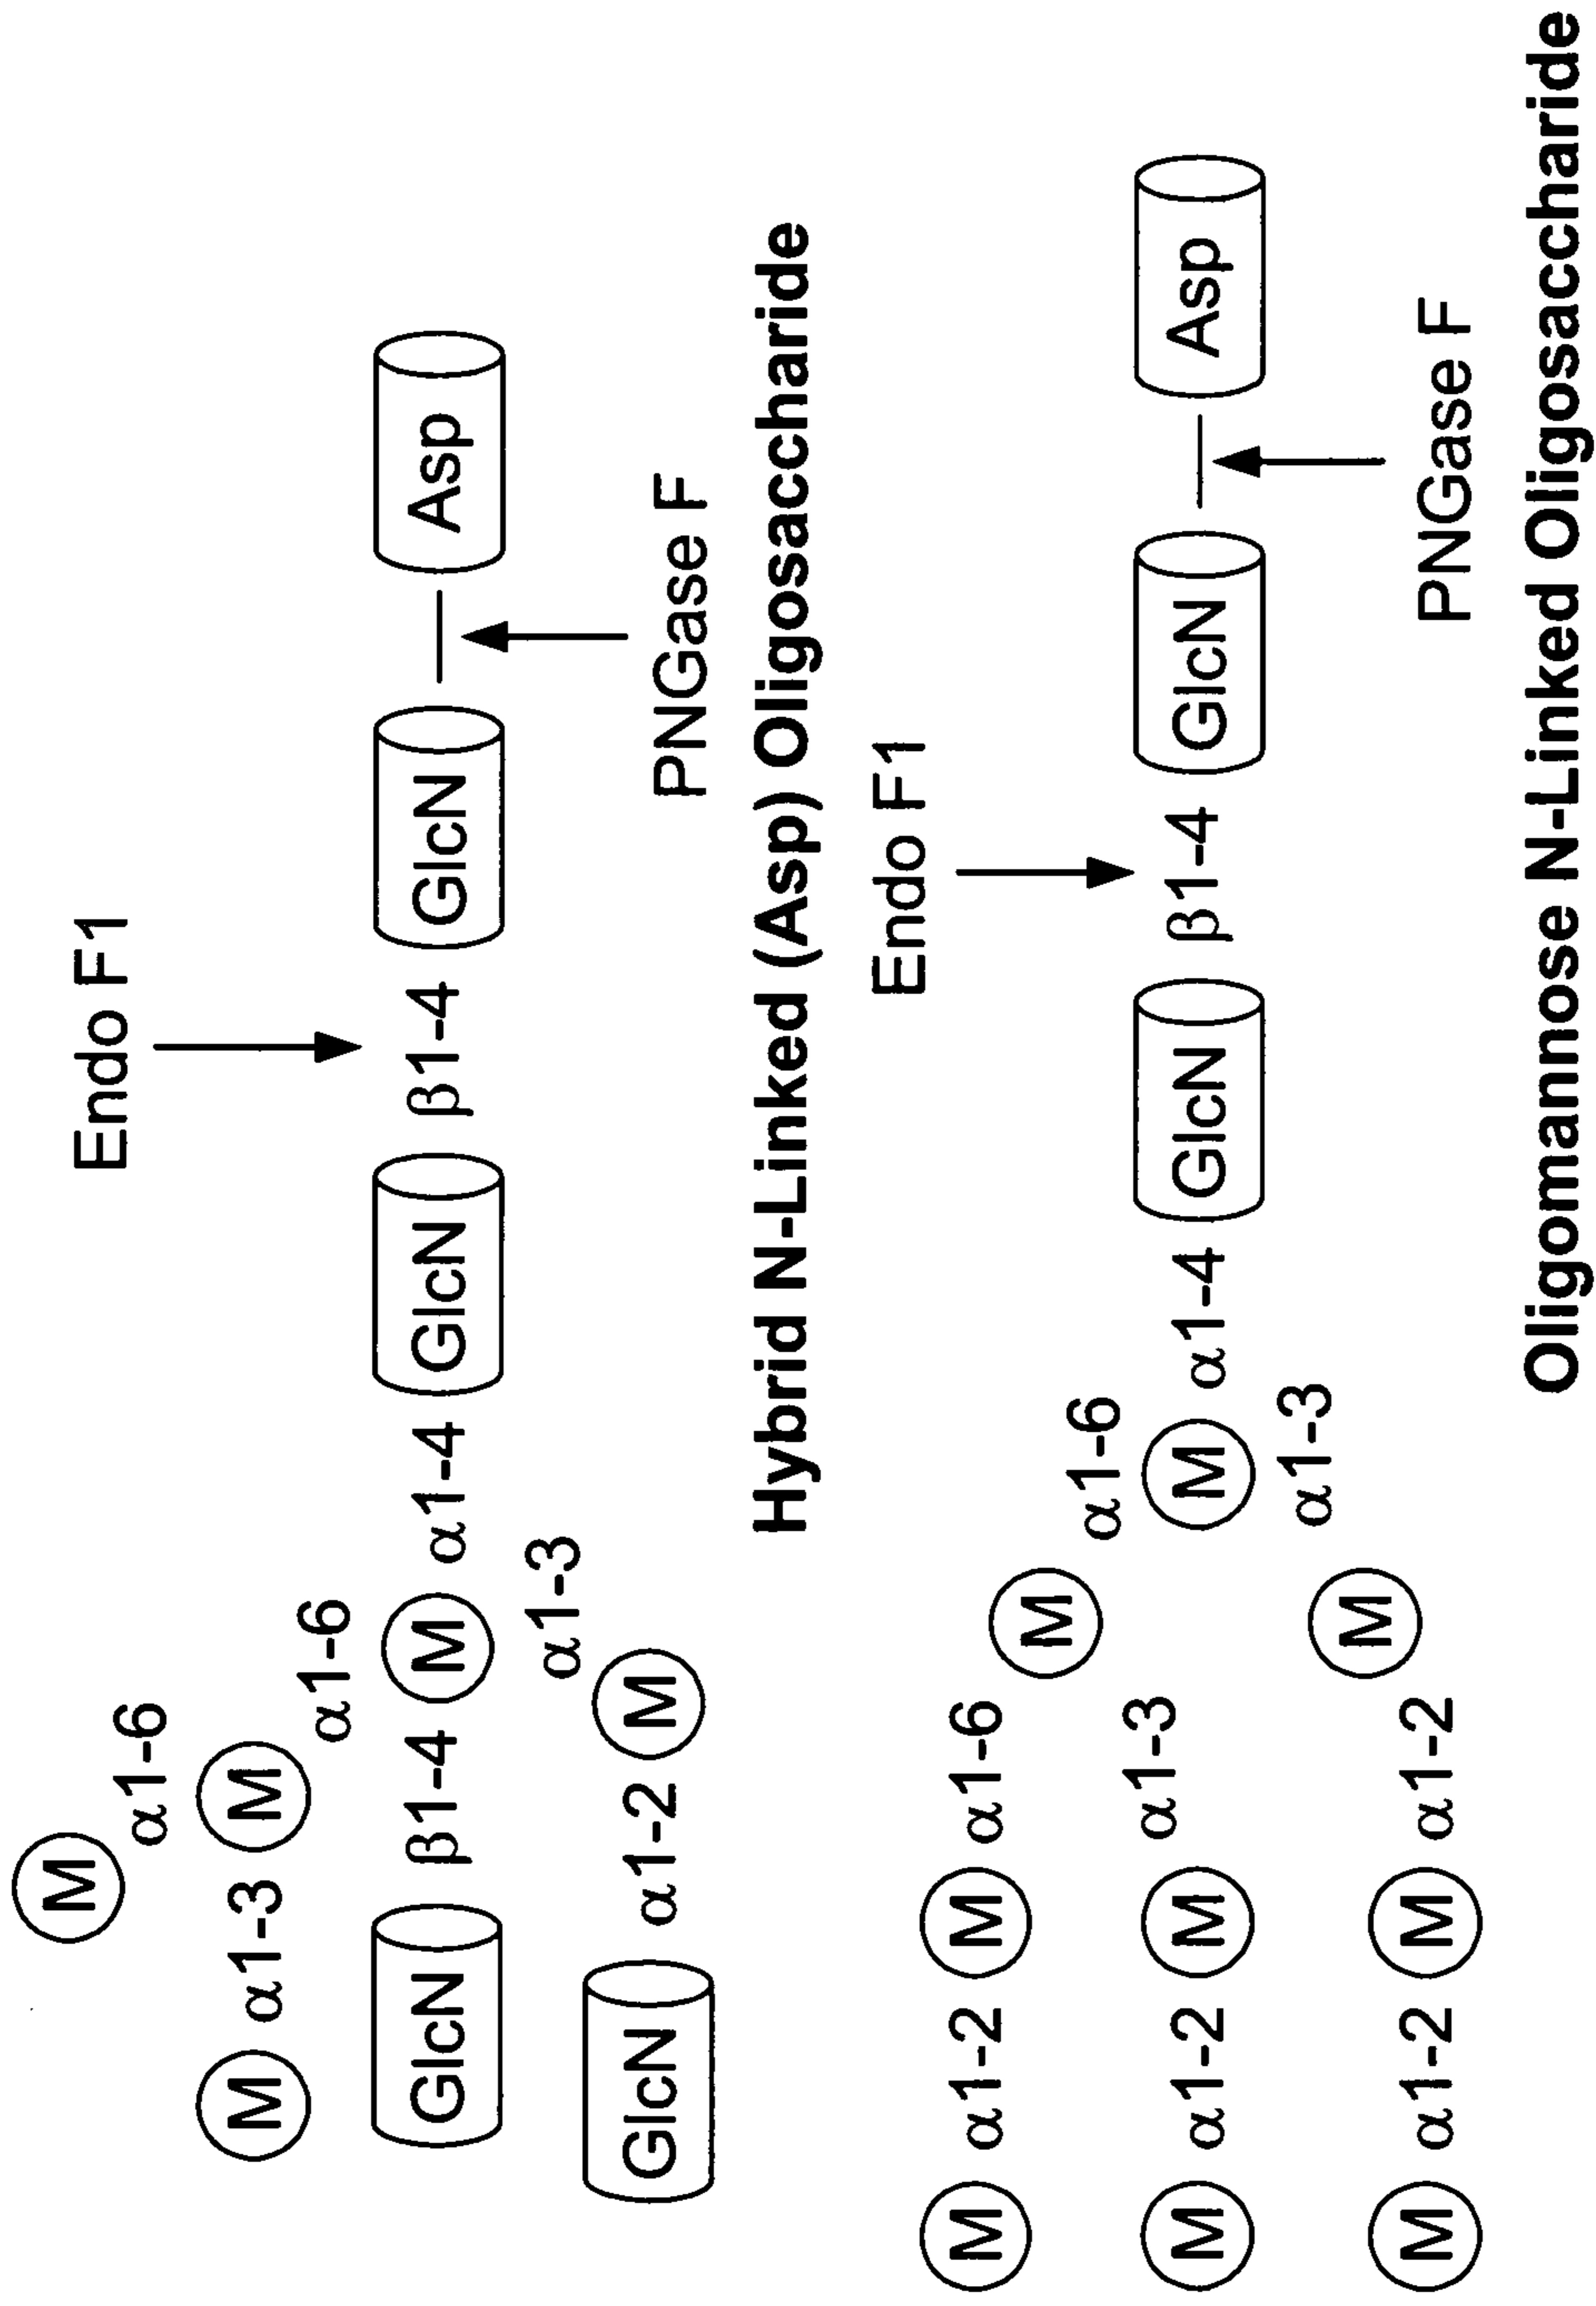 Endo F1
M
α1-6
M α1-3 M α1-6
GlcN β1-4 M α1-4 GlcN β1-4 GlcN — Asp
α1-3
GlcN α1-2 M
PNGase F
Hybrid N-Linked (Asp) Oligosaccharide
Endo F1
M α1-2 M α1-6 M α1-6
M α1-2 M α1-3 M α1-4 GlcN β1-4 GlcN — Asp
α1-3
M α1-2 M α1-2 M
PNGase F
Oligomannose N-Linked Oligosaccharide